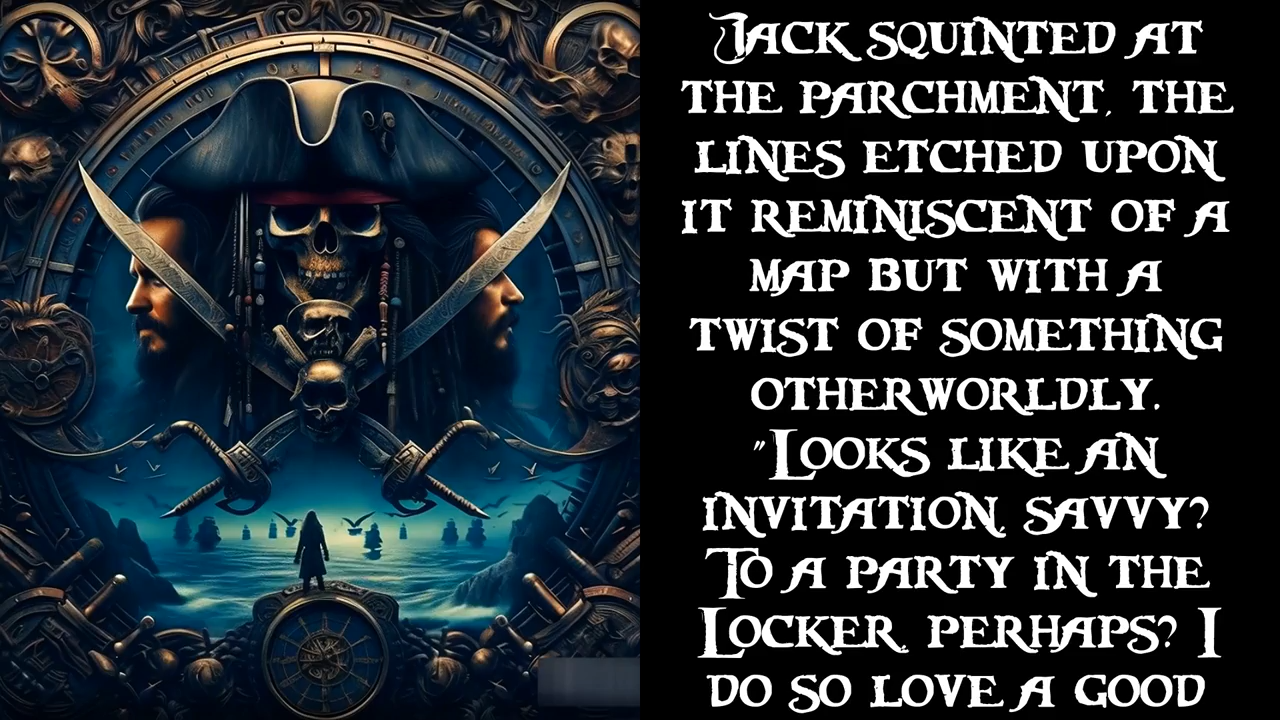 Jack squinted at
the parchment, the
lines etched upon
it reminiscent of a
map but with a
twist of something
otherworldly.
"Looks like an
invitation, savvy?
To a party in the
Locker, perhaps? I
do so love a good